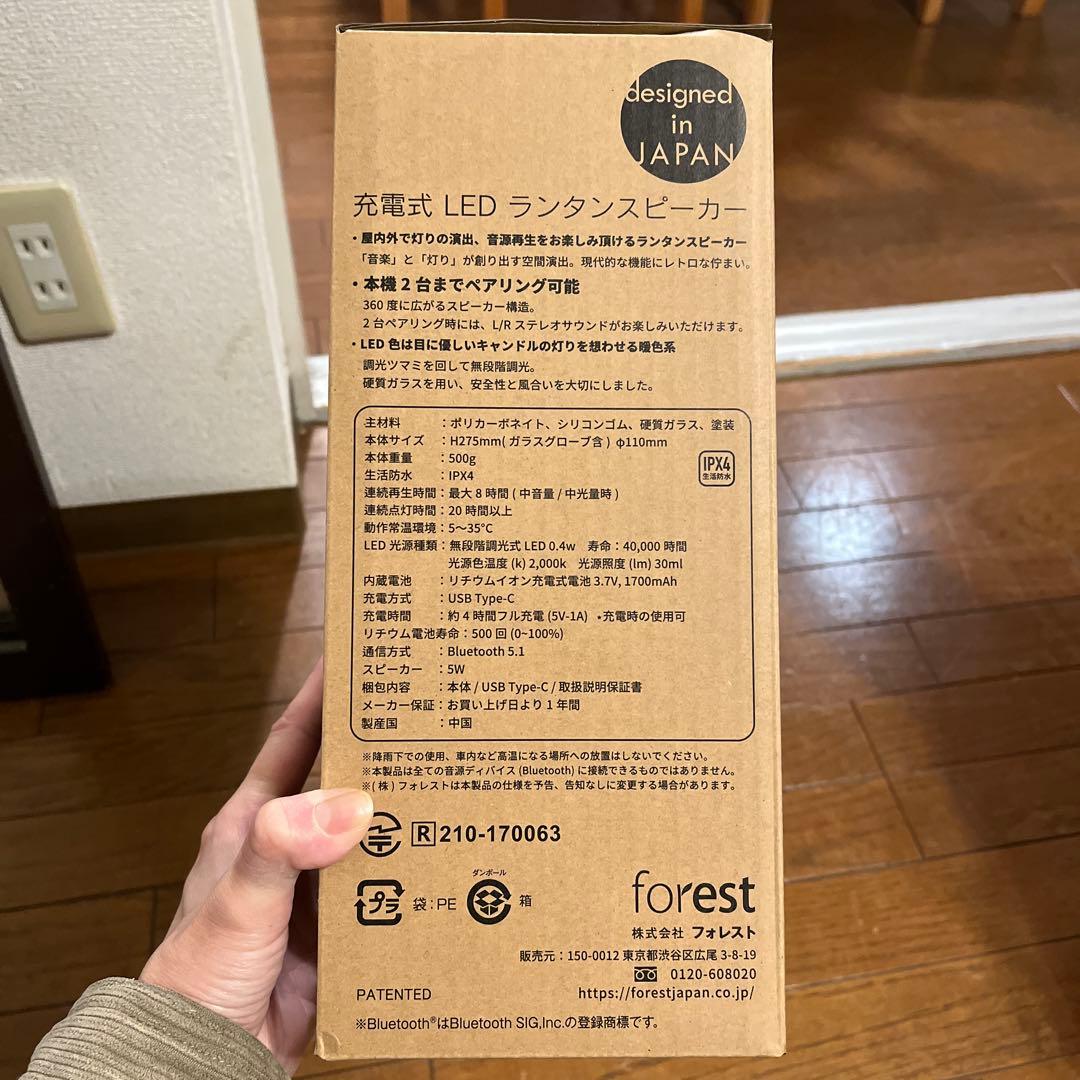 designed
in
JAPAN
充電式 LED ランタンスピーカー
・屋内外で灯りの演出、音源再生をお楽しみ頂けるランタンスピーカー
「音楽」と「灯り」が創り出す空間演出。現代的な機能にレトロな佇まい。
・本機2台までペアリング可能
360度に広がるスピーカー構造。
2台ペアリング時には、L/Rステレオサウンドがお楽しみいただけます。
・LED色は目に優しいキャンドルの灯りを想わせる暖色系
調光ツマミを回して無段階調光。
硬質ガラスを用い、安全性と風合いを大切にしました。
主材料 ：ポリカーボネイト、シリコンゴム、硬質ガラス、塗装
本体サイズ ：H275mm( ガラスグローブ含 ) φ110mm
本体重量 ：500g
生活防水 ：IPX4
IPX4
生活防水
連続再生時間：最大8時間 ( 中音量 / 中光量時 )
連続点灯時間：20時間以上
動作常温環境：5〜35℃
LED 光源種類：無段階調光式 LED 0.4w 寿命：40,000 時間
光源色温度 (k) 2,000k 光源照度 (lm) 30ml
内蔵電池 ：リチウムイオン充電式電池 3.7V, 1700mAh
充電方式 ：USB Type-C
充電時間 ：約4時間フル充電 (5V-1A) *充電時の使用可
リチウム電池寿命：500回 (0~100%)
通信方式 ：Bluetooth 5.1
スピーカー ：5W
梱包内容 ：本体 / USB Type-C / 取扱説明保証書
メーカー保証：お買い上げ日より1年間
製産国 ：中国
※降雨下での使用、車内など高温になる場所への放置はしないでください。
※本製品は全ての音源ディバイス (Bluetooth) に接続できるものではありません。
※( 株 ) フォレストは本製品の仕様を予告、告知なしに変更する場合があります。
R 210-170063
プラ 袋：PE ダンボール 箱
forest
株式会社 フォレスト
販売元：150-0012 東京都渋谷区広尾 3-8-19
0120-608020
PATENTED https://forestjapan.co.jp/
※Bluetooth®はBluetooth SIG,Inc.の登録商標です。